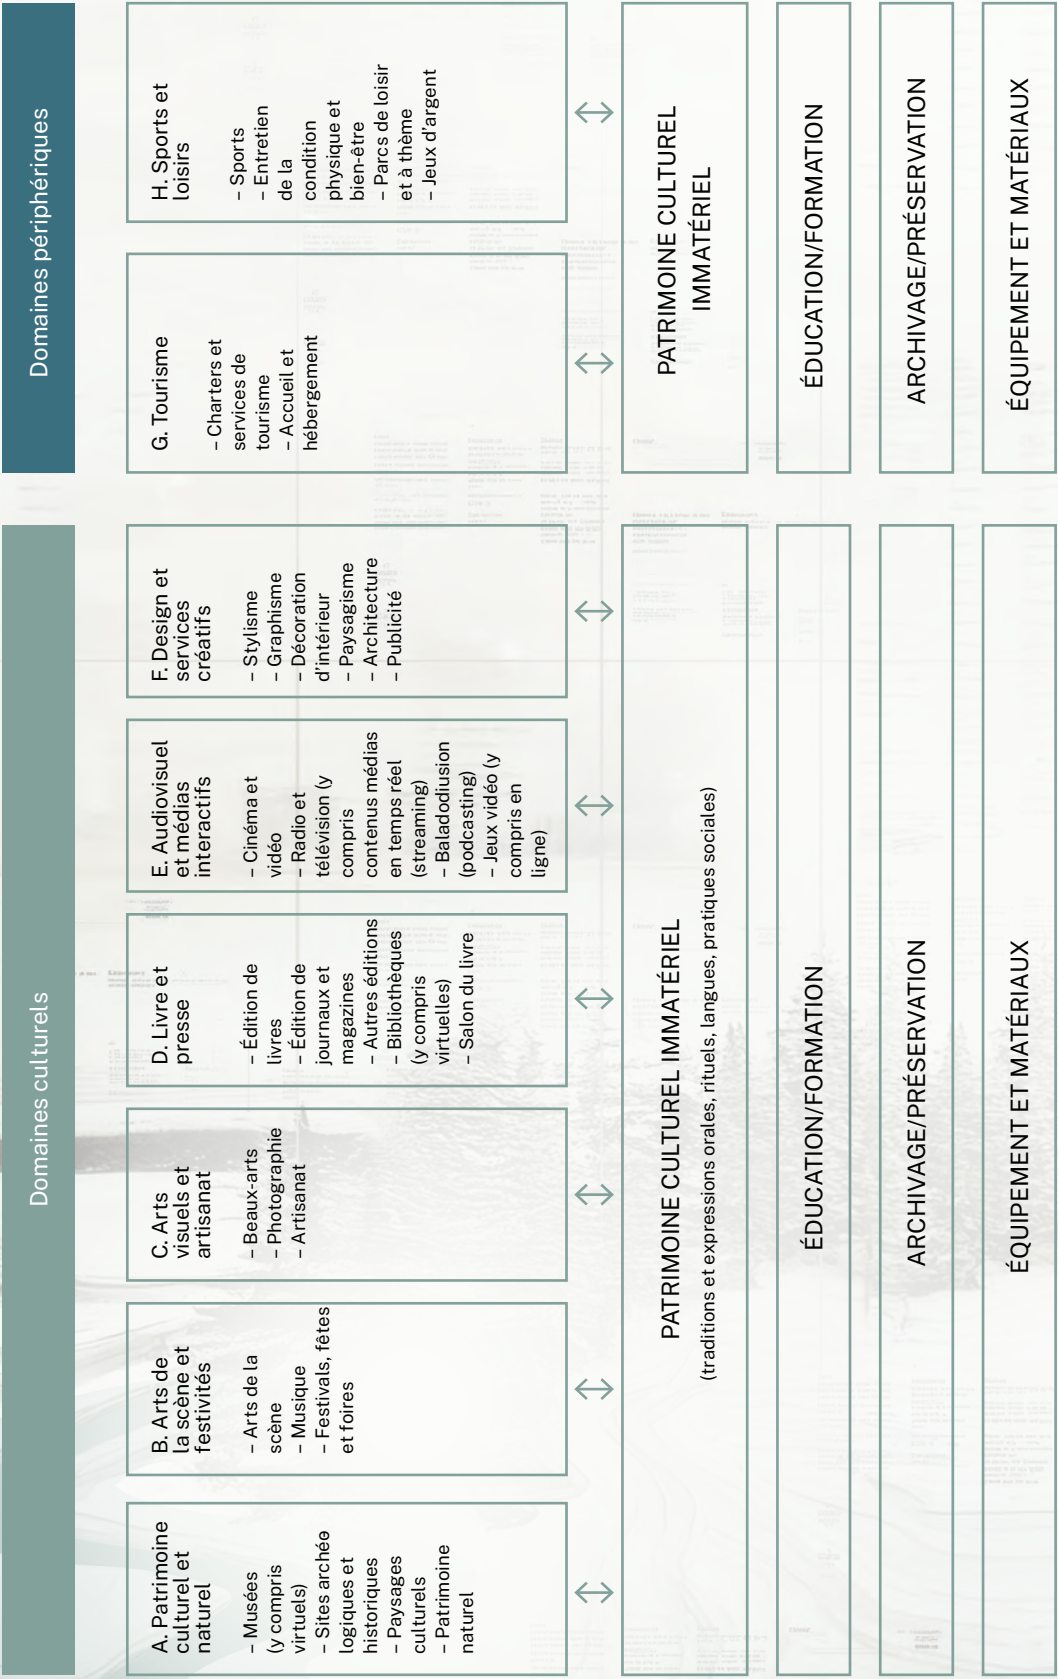 Domaines culturels
A. Patrimoine
culturel et
naturel
– Musées
(y compris
virtuels)
– Sites archéo
logiques et
historiques
– Paysages
culturels
– Patrimoine
naturel
B. Arts de
la scène et
festivités
– Arts de la
scène
– Musique
– Festivals, fêtes
et foires
C. Arts
visuels et
artisanat
– Beaux-arts
– Photographie
– Artisanat
D. Livre et
presse
– Édition de
livres
– Édition de
journaux et
magazines
– Autres éditions
– Bibliothèques
(y compris
virtuelles)
– Salon du livre
E. Audiovisuel
et médias
interactifs
– Cinéma et
vidéo
– Radio et
télévision (y
compris
contenus médias
en temps réel
(streaming)
– Baladodiusion
(podcasting)
– Jeux vidéo (y
compris en
ligne)
F. Design et
services
créatifs
– Stylisme
– Graphisme
– Décoration
d'intérieur
– Paysagisme
– Architecture
– Publicité
PATRIMOINE CULTUREL IMMATÉRIEL
(traditions et expressions orales, rituels, langues, pratiques sociales)
ÉDUCATION/FORMATION
ARCHIVAGE/PRÉSERVATION
ÉQUIPEMENT ET MATÉRIAUX
Domaines périphériques
G. Tourisme
– Charters et
services de
tourisme
– Accueil et
hébergement
H. Sports et
loisirs
– Sports
– Entretien
de la
condition
physique et
bien-être
– Parcs de loisir
et à thème
– Jeux d'argent
PATRIMOINE CULTUREL
IMMATÉRIEL
ÉDUCATION/FORMATION
ARCHIVAGE/PRÉSERVATION
ÉQUIPEMENT ET MATÉRIAUX